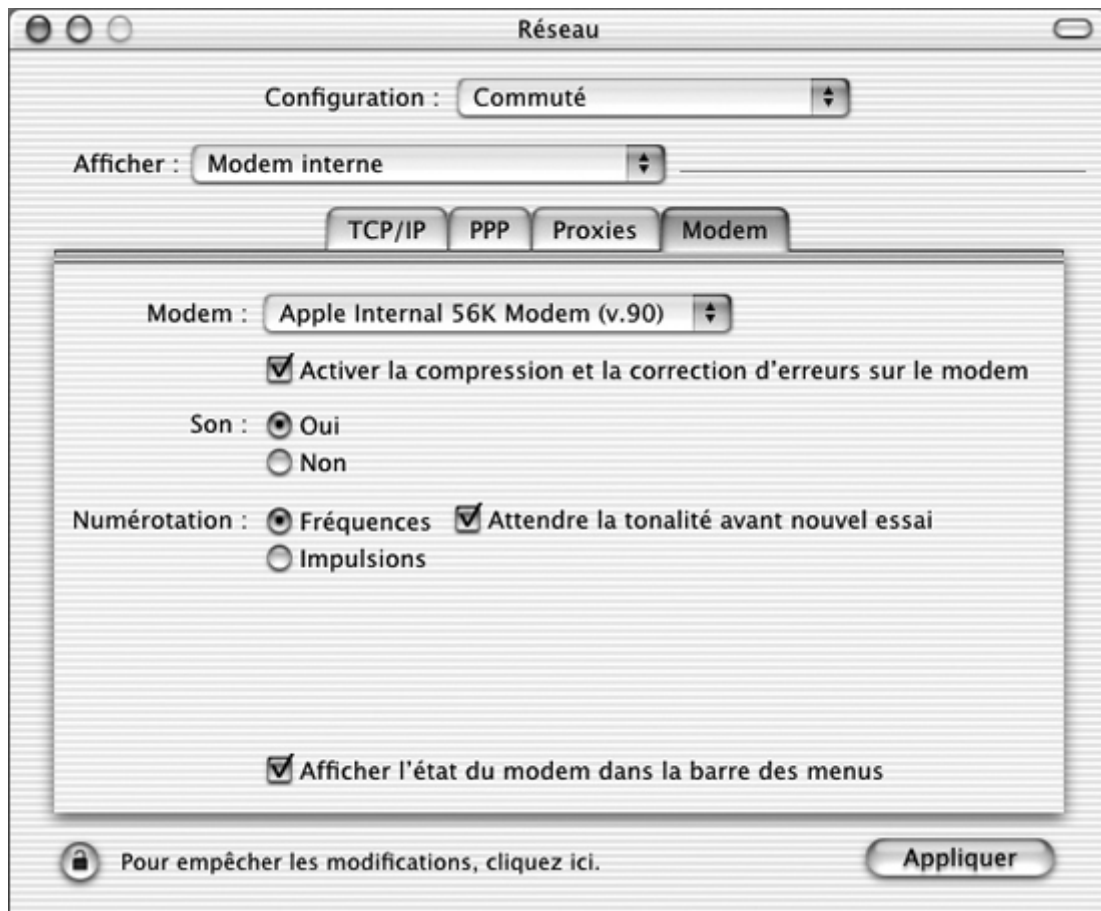 Réseau
Configuration : Commuté
Afficher : Modem interne
TCP/IP PPP Proxies Modem
Modem : Apple Internal 56K Modem (v.90)
Activer la compression et la correction d’erreurs sur le modem
Son : Oui
Non
Numérotation : Fréquences Attendre la tonalité avant nouvel essai
Impulsions
Afficher l’état du modem dans la barre des menus
Pour empêcher les modifications, cliquez ici. Appliquer